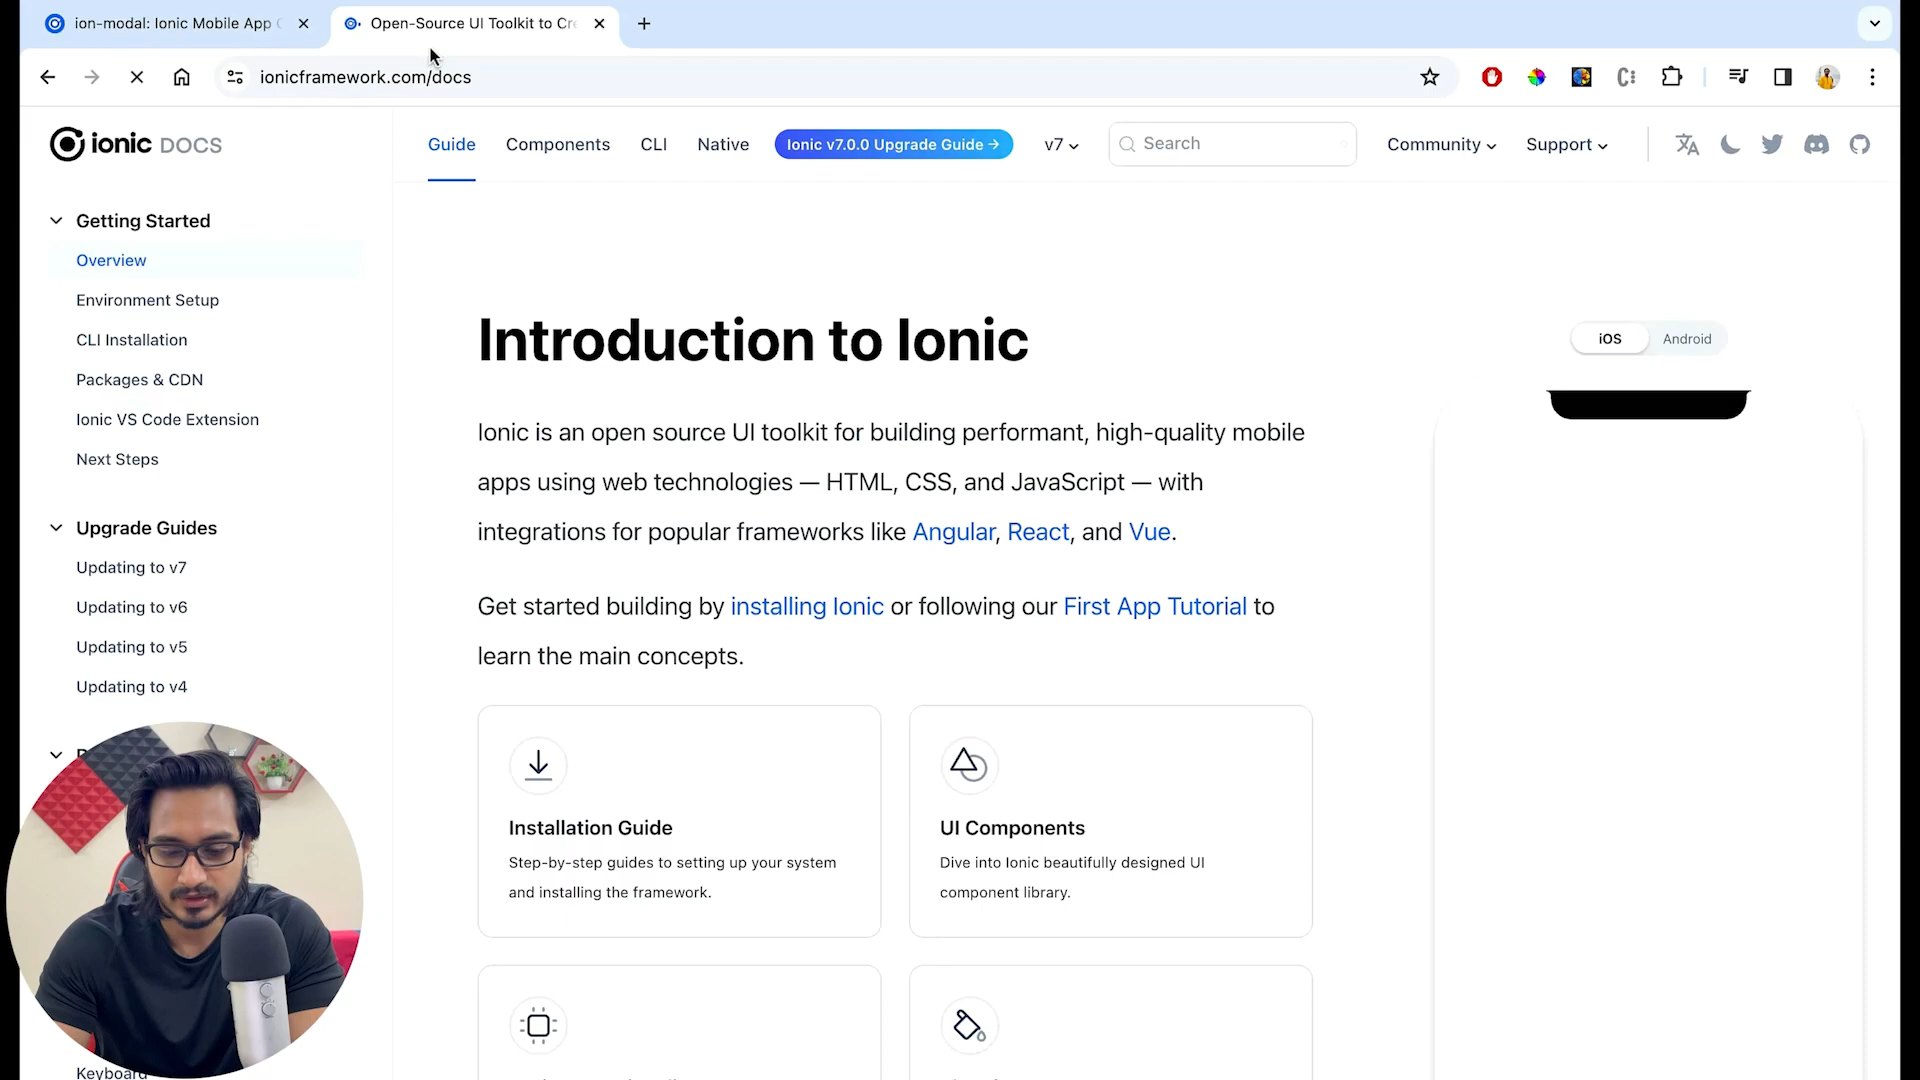 ion-modal: Ionic Mobile App
Open-Source UI Toolkit to Cre
ionicframework.com/docs
ionic DOCS
Guide
Components
CLI
Native
Ionic v7.0.0 Upgrade Guide →
v7
Search
Community
Support
Getting Started
Overview
Environment Setup
CLI Installation
Packages & CDN
Ionic VS Code Extension
Next Steps
Upgrade Guides
Updating to v7
Updating to v6
Updating to v5
Updating to v4
Keyboard
Introduction to Ionic
iOS
Android
Ionic is an open source UI toolkit for building performant, high-quality mobile
apps using web technologies — HTML, CSS, and JavaScript — with
integrations for popular frameworks like Angular, React, and Vue.
Get started building by installing Ionic or following our First App Tutorial to
learn the main concepts.
Installation Guide
Step-by-step guides to setting up your system
and installing the framework.
UI Components
Dive into Ionic beautifully designed UI
component library.